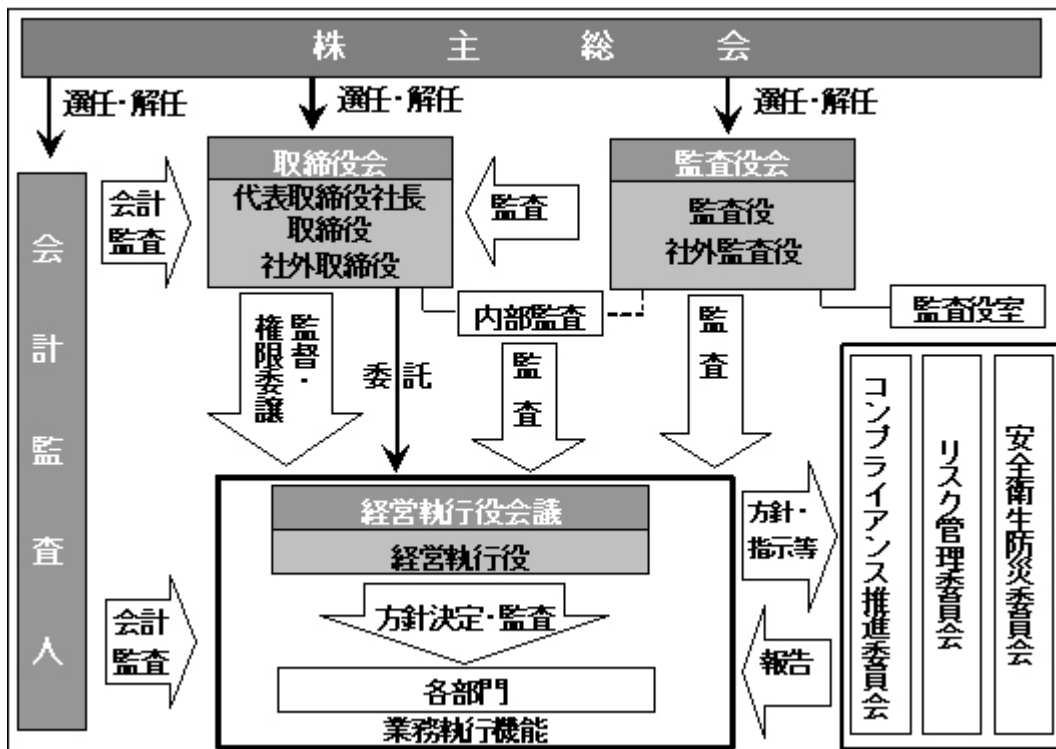 株主総会
選任・解任
選任・解任
選任・解任
取締役会
代表取締役社長
取締役
社外取締役
監査役会
監査役
社外監査役
会計監査人
会計
監査
監査
内部監査
監査役室
監督・
権限委譲
委託
監査
監査
経営執行役会議
経営執行役
方針決定・監査
各部門
業務執行機能
会計
監査
方針・
指示等
報告
コンプライアンス推進委員会
リスク管理委員会
安全衛生防災委員会